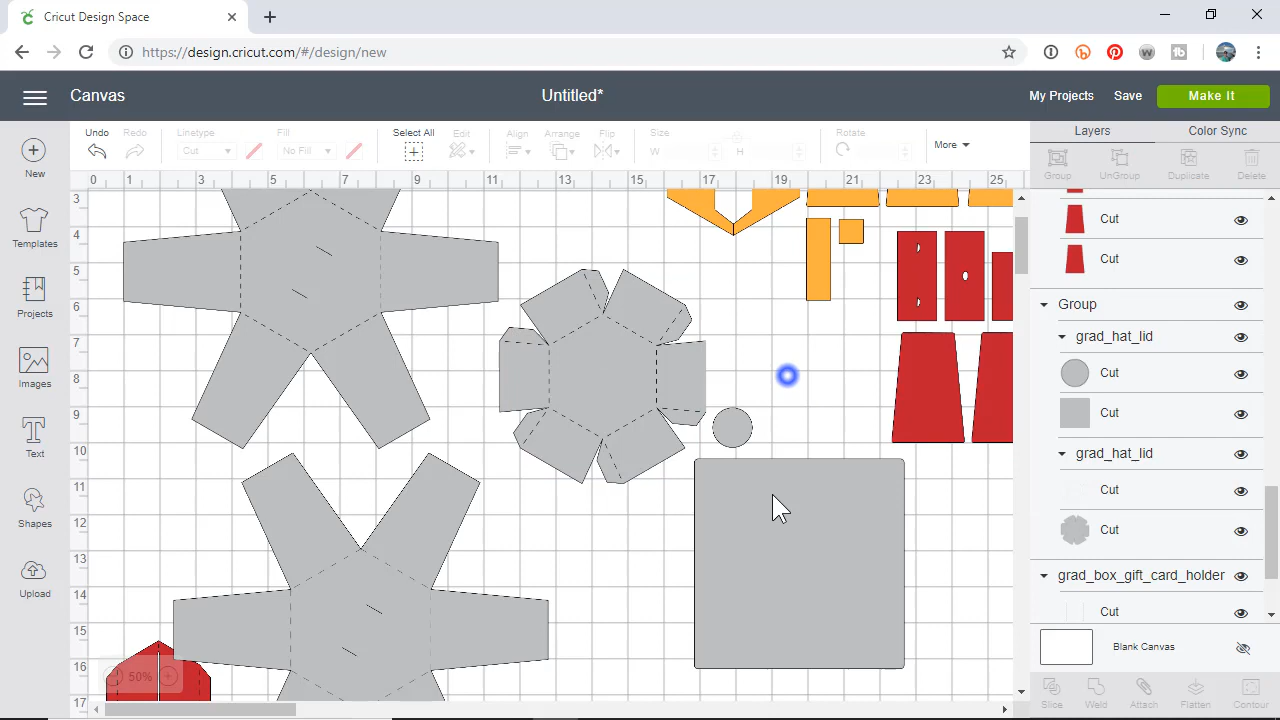 Cricut Design Space
https://design.cricut.com/#/design/new
Canvas
Untitled*
My Projects
Save
Make It
Undo
Redo
Linetype
Cut
Fill
No Fill
Select All
Edit
Align
Arrange
Flip
Size
W
H
Rotate
More
Layers
Color Sync
Group
UnGroup
Duplicate
Delete
0 1 3 5 7 9 11 13 15 17 19 21 23 25
3
4
5
6
7
8
9
10
11
12
13
14
15
16
17
New
Templates
Projects
Images
Text
Shapes
Upload
50%
Cut
Cut
Group
grad_hat_lid
Cut
Cut
grad_hat_lid
Cut
Cut
grad_box_gift_card_holder
Cut
Blank Canvas
Slice
Weld
Attach
Flatten
Contour